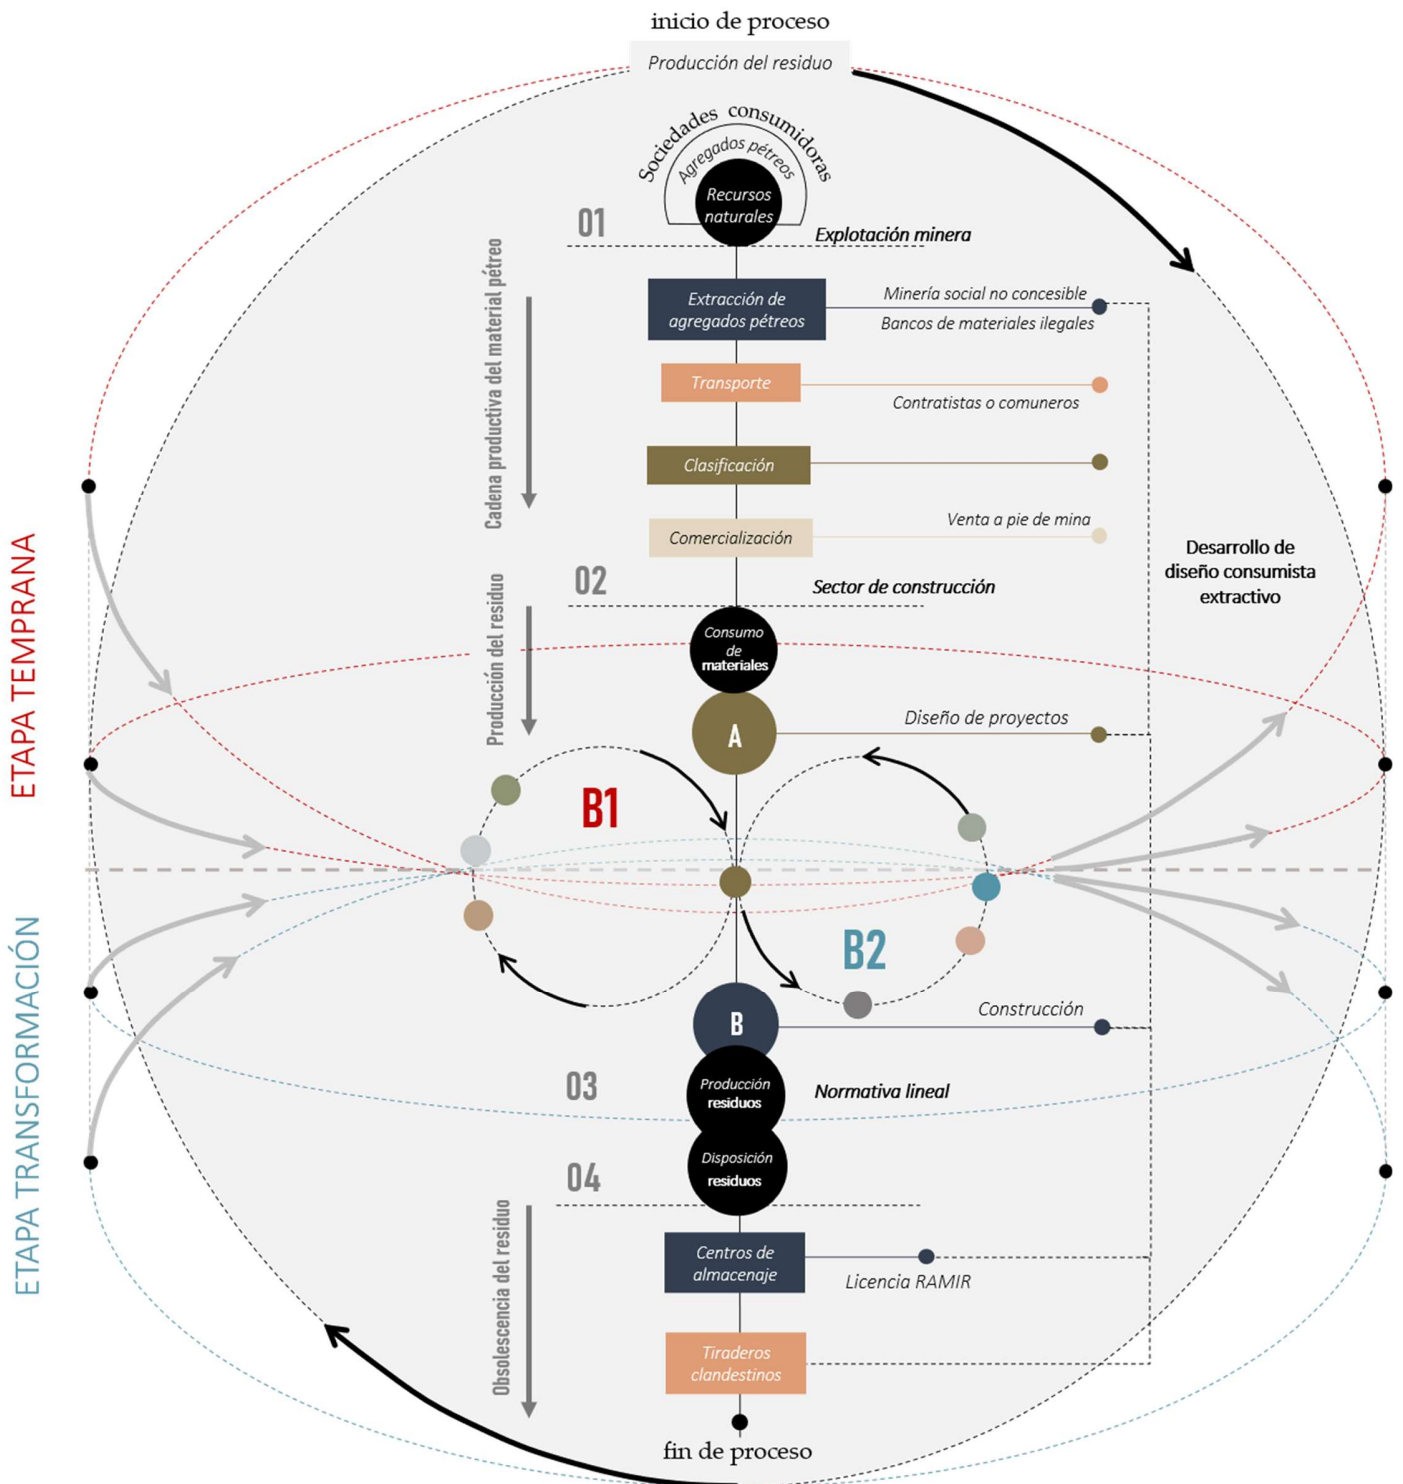 inicio de proceso
Producción del residuo
Sociedades consumidoras
Agregados pétreos
Recursos
naturales
01
Explotación minera
Cadena productiva del material pétreo
Extracción de
agregados pétreos
Minería social no concesible
Bancos de materiales ilegales
Transporte
Contratistas o comuneros
Clasificación
Comercialización
Venta a pie de mina
Desarrollo de
diseño consumista
extractivo
02
Sector de construcción
ETAPA TEMPRANA
Producción del residuo
Consumo
de
materiales
A
Diseño de proyectos
B1
B2
ETAPA TRANSFORMACIÓN
B
Construcción
03
Producción
residuos
Normativa lineal
04
Disposición
residuos
Obsolescencia del residuo
Centros de
almacenaje
Licencia RAMIR
Tiraderos
clandestinos
fin de proceso